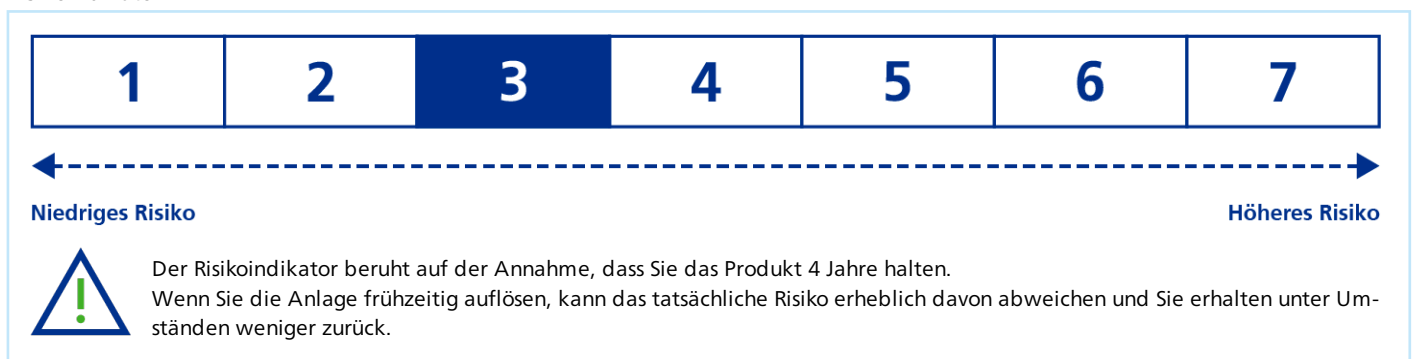 1 2 3 4 5 6 7
Niedriges Risiko Höheres Risiko
Der Risikoindikator beruht auf der Annahme, dass Sie das Produkt 4 Jahre halten.
Wenn Sie die Anlage frühzeitig auflösen, kann das tatsächliche Risiko erheblich davon abweichen und Sie erhalten unter Um-
ständen weniger zurück.